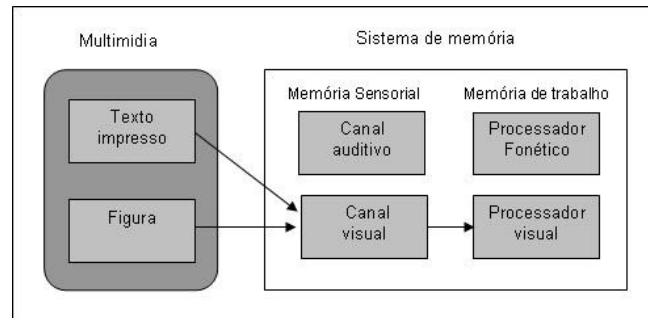 Multimidia
Sistema de memória
Memória Sensorial
Memória de trabalho
Texto
impresso
Canal
auditivo
Processador
Fonético
Figura
Canal
visual
Processador
visual